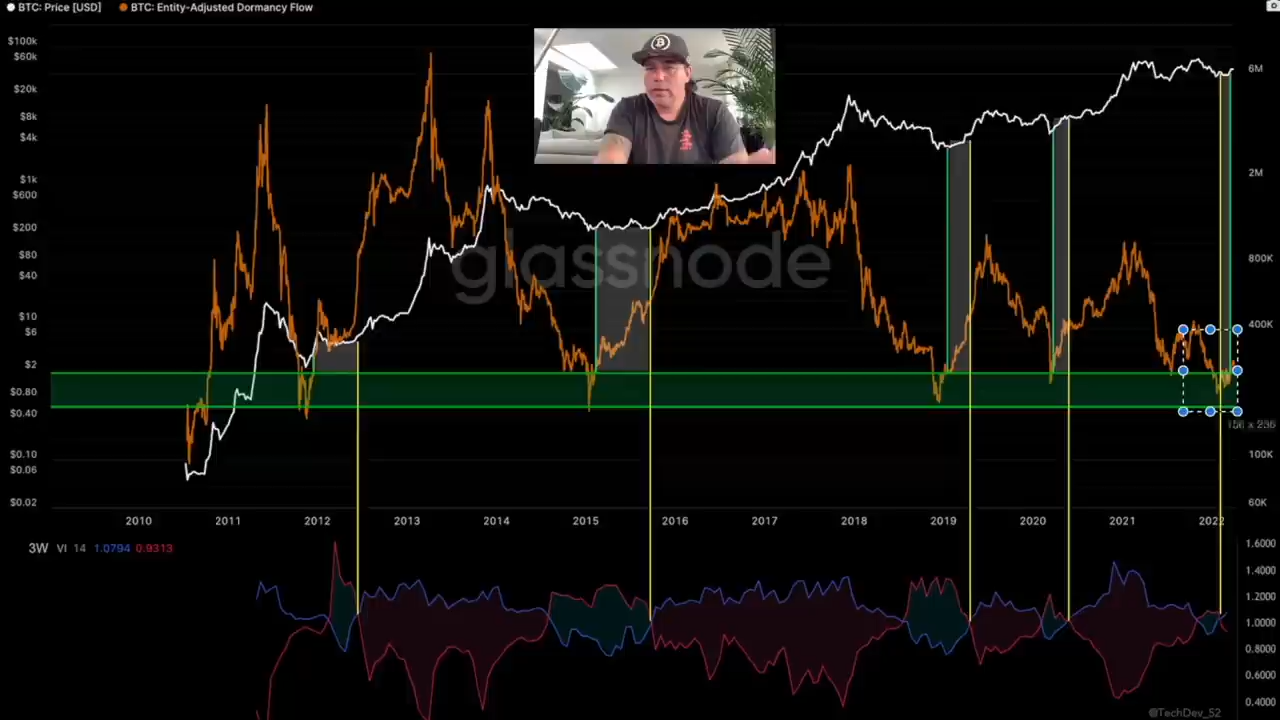 BTC: Price [USD] BTC: Entity-Adjusted Dormancy Flow
$100k
$60k
$20k
$8k
$4k
$1k
$600
$200
$80
$40
$10
$6
$2
$0.80
$0.40
$0.10
$0.06
$0.02
6M
2M
800K
400K
100K
60K
glassnode
156 x 236
2010 2011 2012 2013 2014 2015 2016 2017 2018 2019 2020 2021 2022
3W VI 14 1.0794 0.9313
1.6000
1.4000
1.2000
1.0000
0.8000
0.6000
0.4000
@TechDev_52